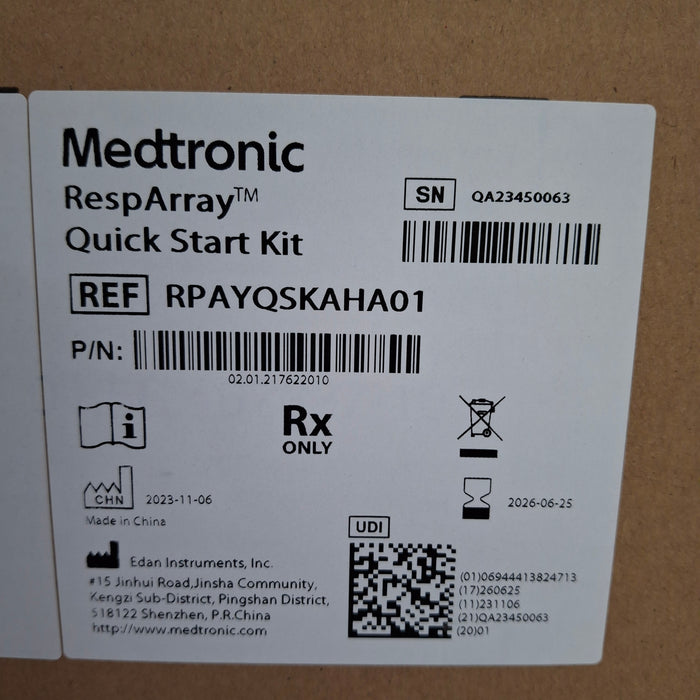 Medtronic
RespArray™
Quick Start Kit
SN QA23450063
REF RPAYQSKAHA01
P/N:
02.01.217622010
i
Rx
ONLY
CHN 2023-11-06
Made in China
2026-06-25
UDI
Edan Instruments, Inc.
#15 Jinhui Road,Jinsha Community,
Kengzi Sub-District, Pingshan District,
518122 Shenzhen, P.R.China
http://www.medtronic.com
(01)06944413824713
(17)260625
(11)231106
(21)QA23450063
(20)01